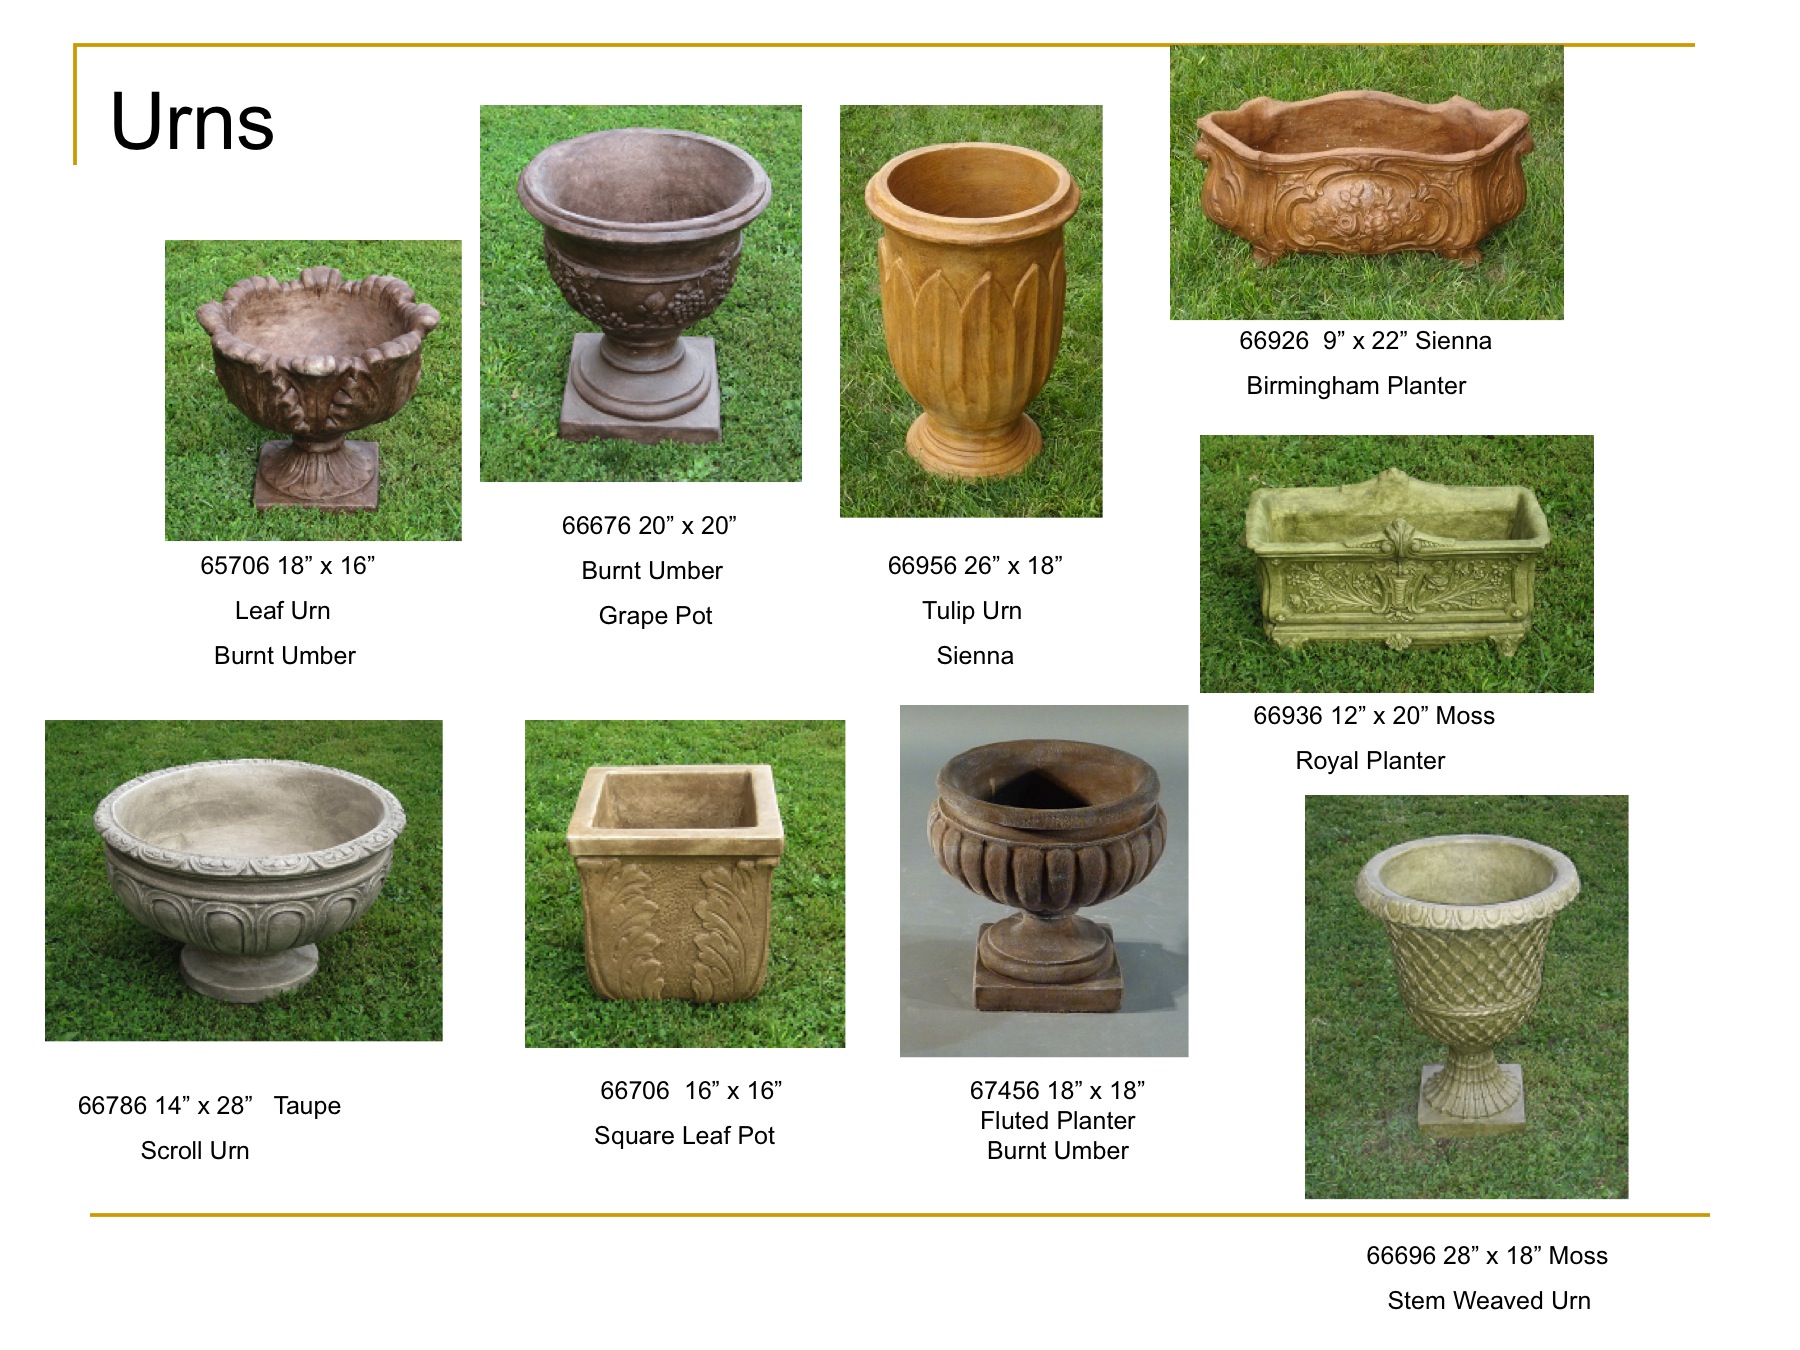 Urns
66926  9” x 22” Sienna
Birmingham Planter
65706 18” x 16”
Leaf Urn
Burnt Umber
66676 20” x 20”
Burnt Umber
Grape Pot
66956 26” x 18”
Tulip Urn
Sienna
66936 12” x 20” Moss
Royal Planter
66786 14” x 28”   Taupe
Scroll Urn
66706  16” x 16”
Square Leaf Pot
67456 18” x 18”
Fluted Planter
Burnt Umber
66696 28” x 18” Moss
Stem Weaved Urn